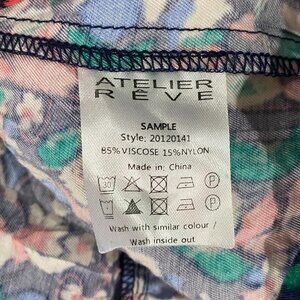 ATELIER
RÊVE
SAMPLE
Style: 20120141
85% VISCOSE 15% NYLON
Made in: China
30
P
P
Wash with similar colour /
Wash inside out